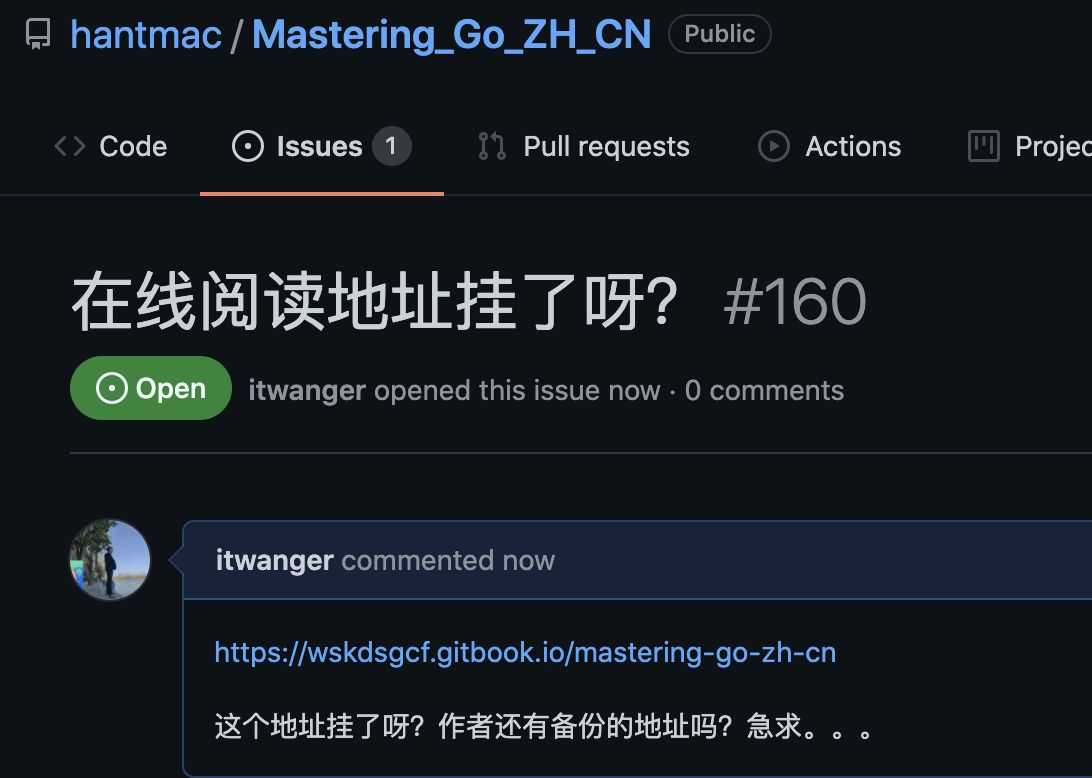 hantmac / Mastering_Go_ZH_CN Public
Code Issues 1 Pull requests Actions Projec
在线阅读地址挂了呀? #160
Open itwanger opened this issue now · 0 comments
itwanger commented now
https://wskdsgcf.gitbook.io/mastering-go-zh-cn
这个地址挂了呀？作者还有备份的地址吗？急求。。。